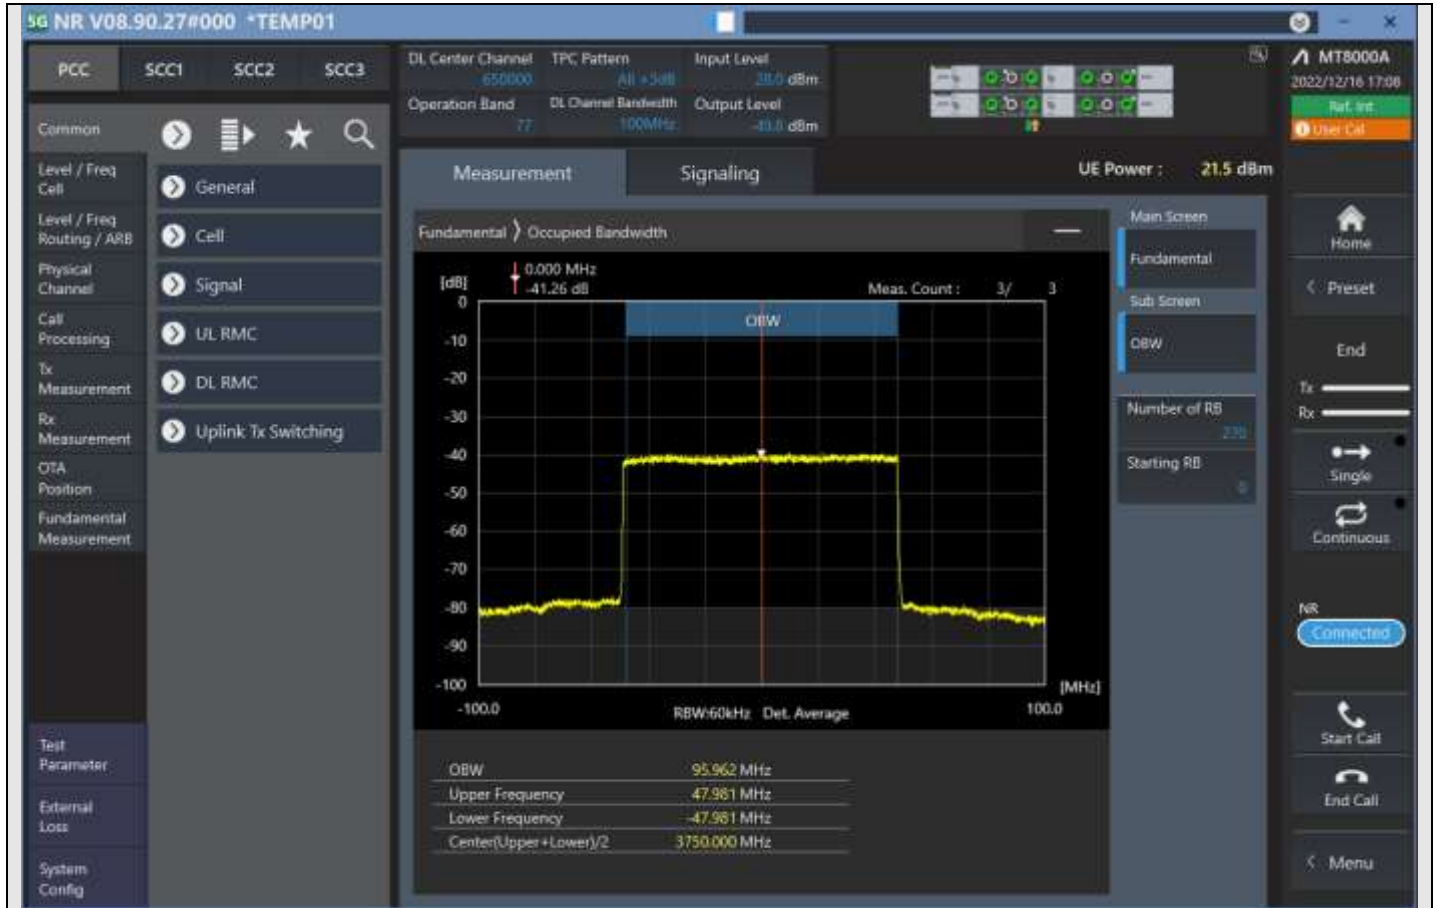 5G NR V08.90.27#000 *TEMP01
PCC SCC1 SCC2 SCC3
DL Center Channel TPC Pattern Input Level
650000 All +3dB 28.0 dBm
Operation Band DL Channel Bandwidth Output Level
77 100MHz dBm
MT8000A
2022/12/16 17:08
Ref. Int.
User Cal
Common
Level / Freq
Cell
Level / Freq
Routing / ARB
Physical
Channel
Call
Processing
Tx
Measurement
Rx
Measurement
OTA
Position
Fundamental
Measurement
Test
Parameter
External
Loss
System
Config
General
Cell
Signal
UL RMC
DL RMC
Uplink Tx Switching
Measurement Signaling
UE Power : 21.5 dBm
Fundamental Occupied Bandwidth
0.000 MHz
[dB] -41.26 dB Meas. Count : 3/ 3
OBW
0
-10
-20
-30
-40
-50
-60
-70
-80
-90
-100
[MHz]
-100.0 RBW:60kHz Det. Average 100.0
OBW 95.962 MHz
Upper Frequency 47.981 MHz
Lower Frequency -47.981 MHz
Center(Upper+Lower)/2 3750.000 MHz
Main Screen
Fundamental
Sub Screen
OBW
Number of RB
270
Starting RB
0
Home
Preset
End
Tx
Rx
Single
Continuous
NR
Connected
Start Call
End Call
Menu